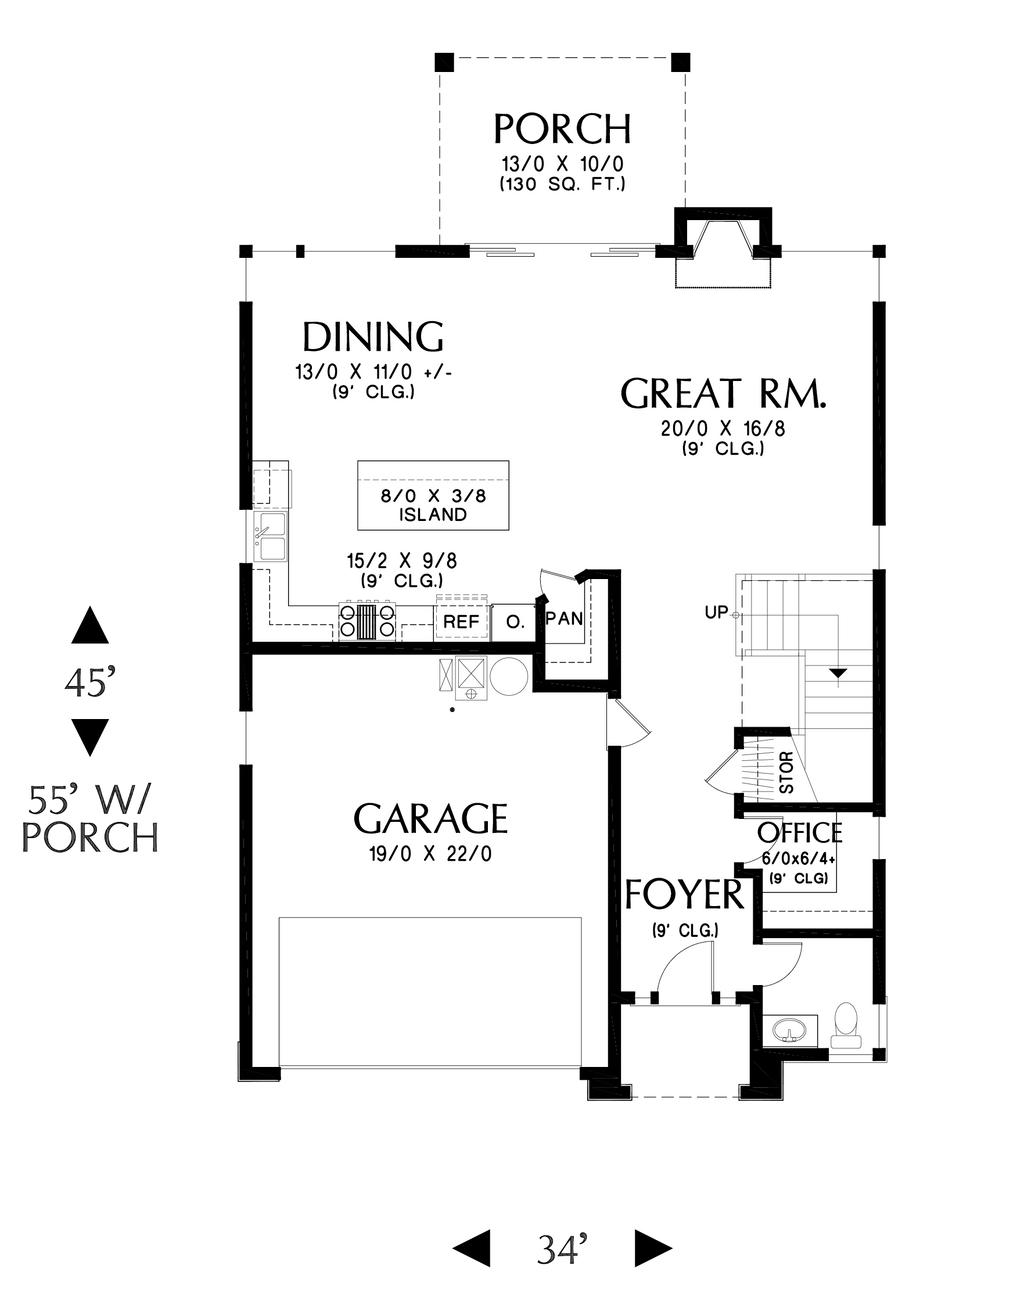 PORCH
13/0 X 10/0
(130 SQ. FT.)
DINING
13/0 X 11/0 +/-
(9' CLG.)
GREAT RM.
20/0 X 16/8
(9' CLG.)
8/0 X 3/8
ISLAND
15/2 X 9/8
(9' CLG.)
REF
O.
PAN
UP
45'
55' W/
PORCH
STOR
GARAGE
19/0 X 22/0
OFFICE
6/0x6/4+
(9' CLG)
FOYER
(9' CLG.)
34'